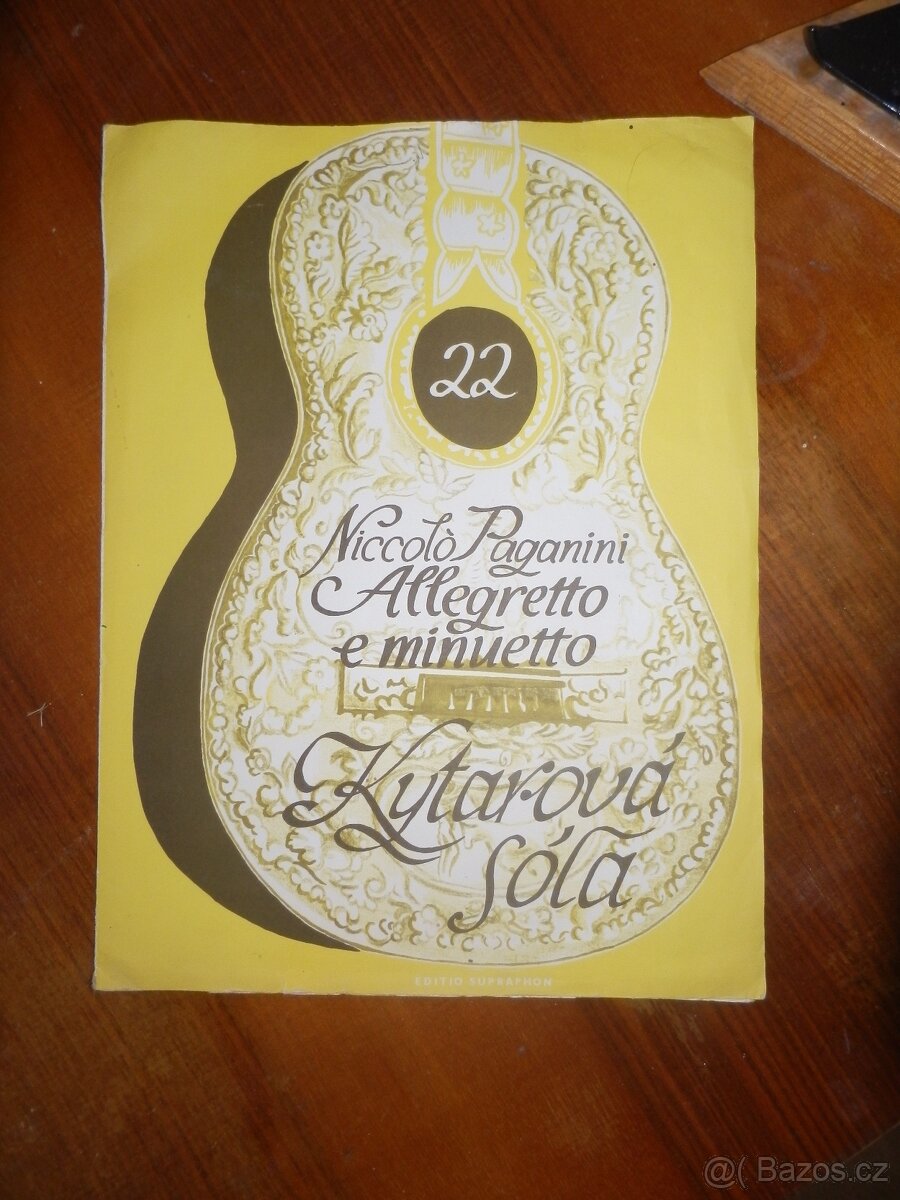 22
Niccolò Paganini
Allegretto
e minuetto
Kytarová
sóla
EDITIO SUPRAPHON
@( Bazos.cz